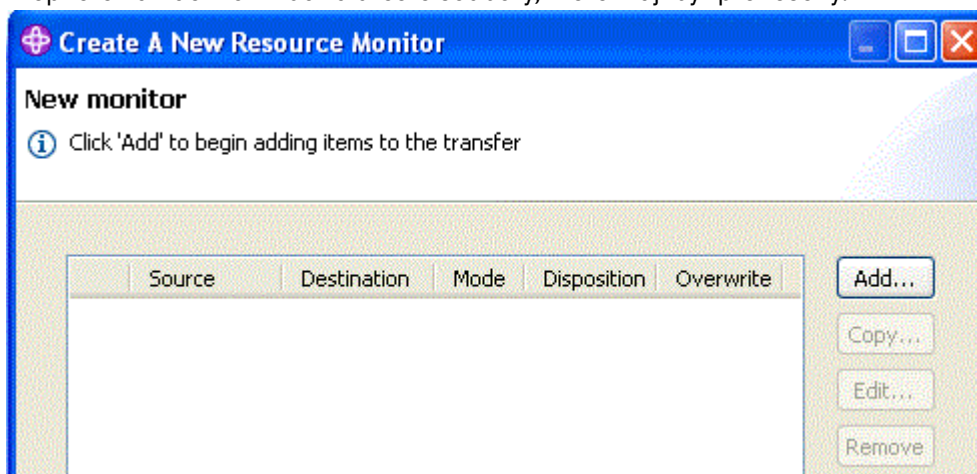 Create A New Resource Monitor
New monitor
Click 'Add' to begin adding items to the transfer
Source Destination Mode Disposition Overwrite
Add...
Copy...
Edit...
Remove